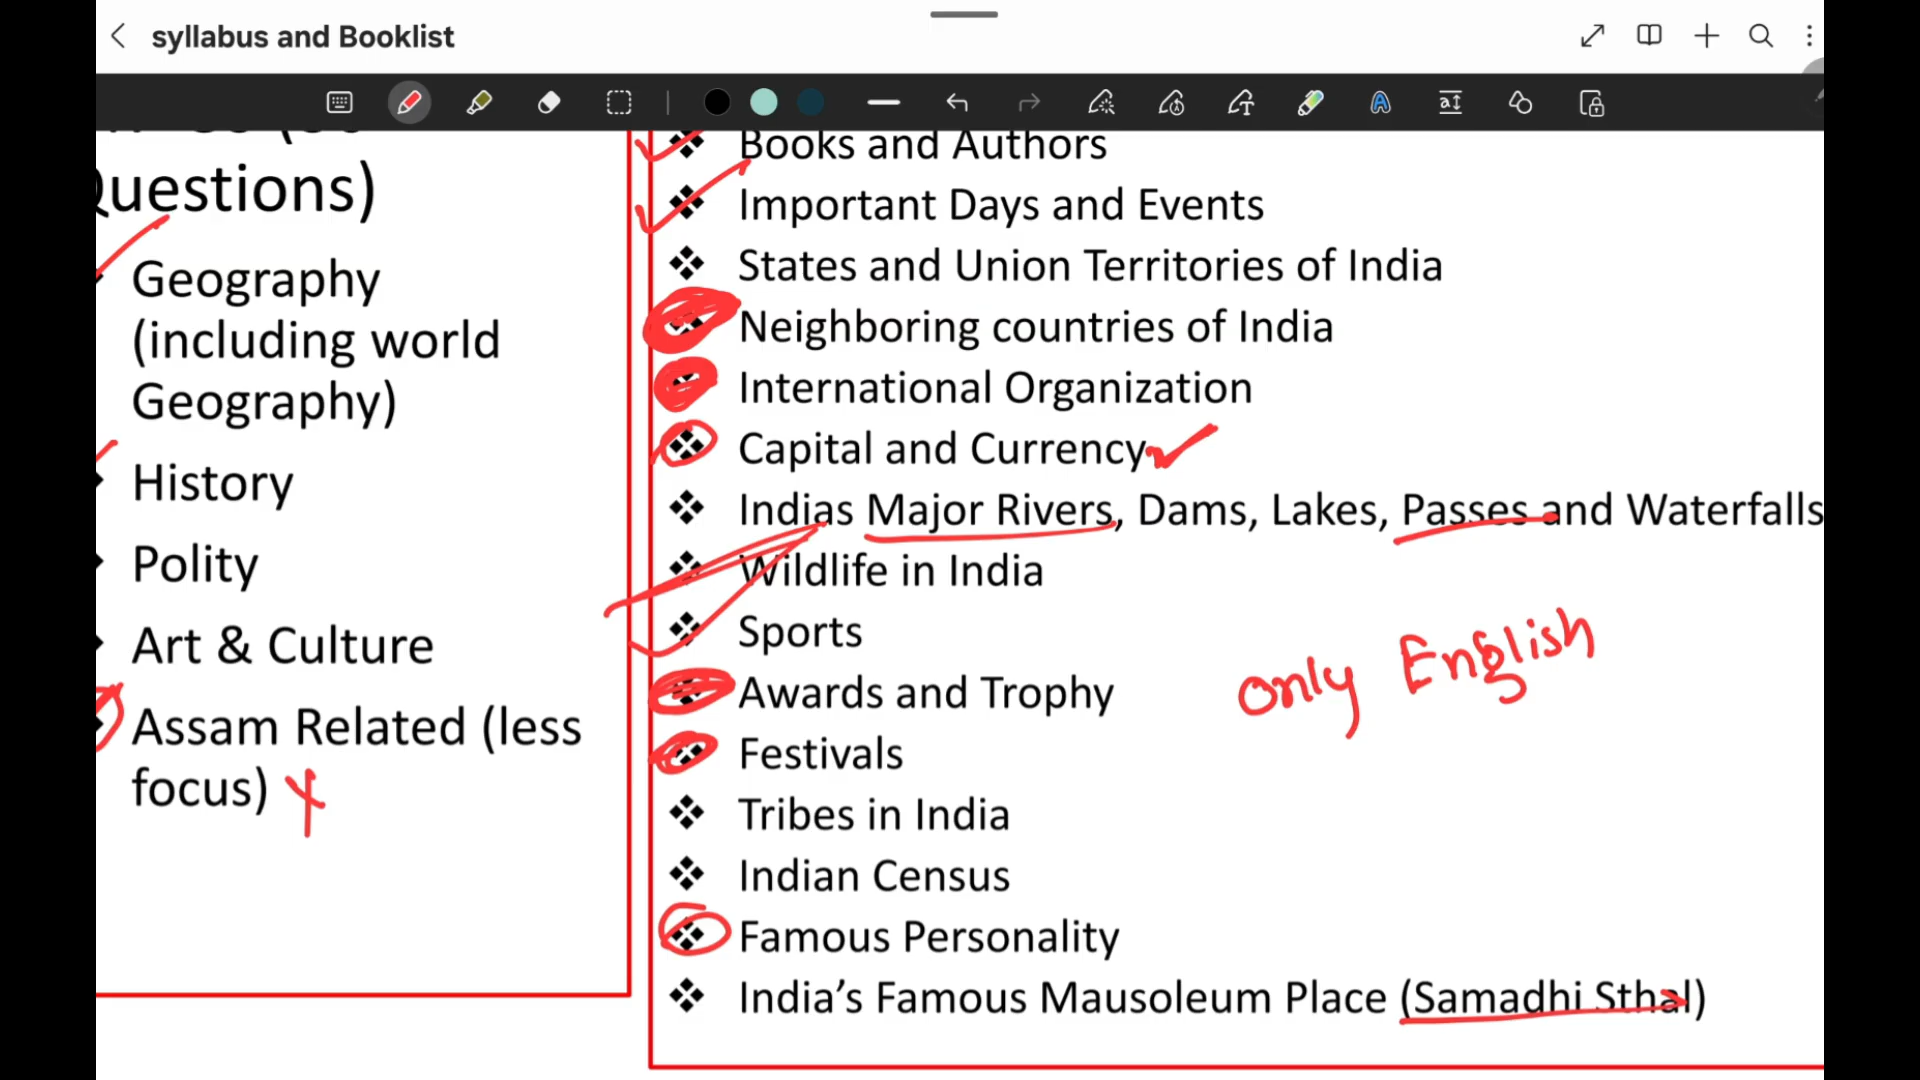 syllabus and Booklist
Questions)
Geography
(including world
Geography)
History
Polity
Art & Culture
Assam Related (less
focus)
Books and Authors
Important Days and Events
States and Union Territories of India
Neighboring countries of India
International Organization
Capital and Currency
Indias Major Rivers, Dams, Lakes, Passes and Waterfalls
Wildlife in India
Sports
Awards and Trophy
Festivals
Tribes in India
Indian Census
Famous Personality
India’s Famous Mausoleum Place (Samadhi Sthal)
only English